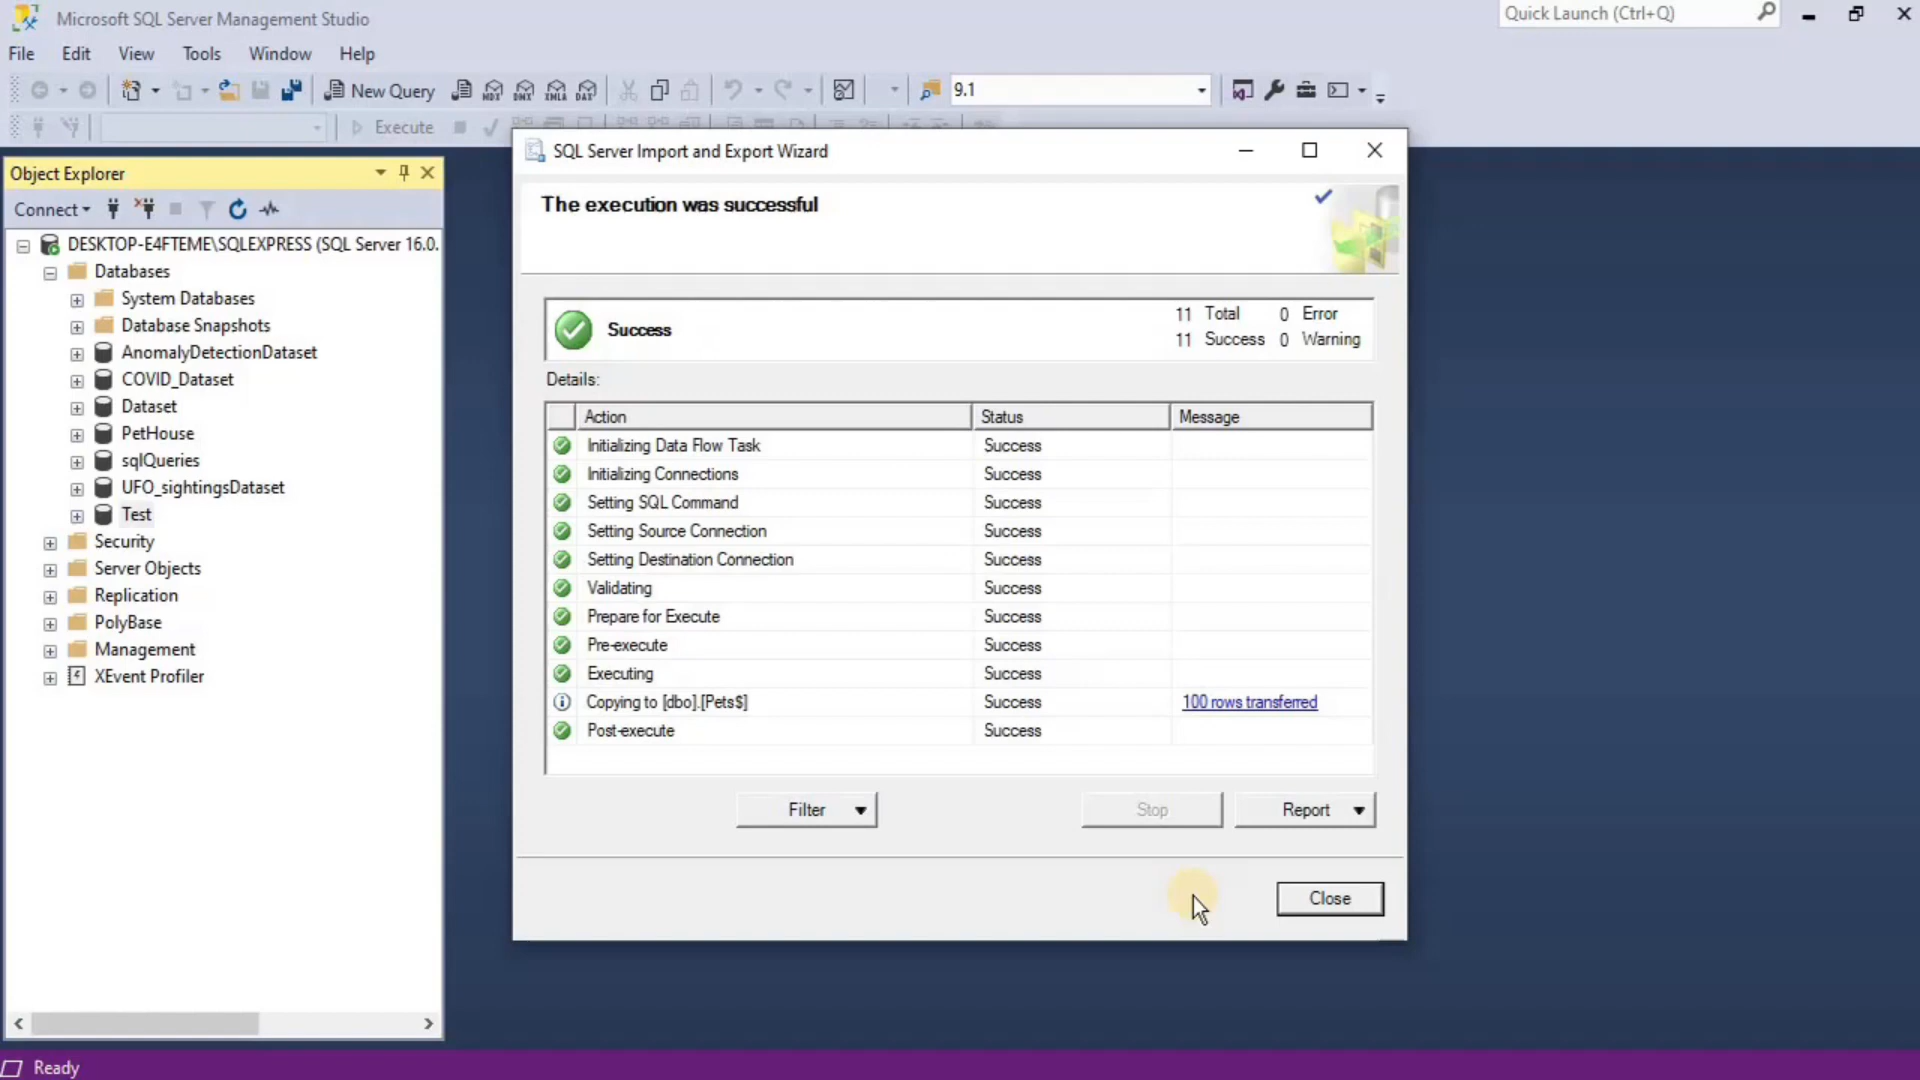 Microsoft SQL Server Management Studio
Quick Launch (Ctrl+Q)
File Edit View Tools Window Help
New Query MDX DMX XMLA DAX 9.1
Execute
Object Explorer
Connect
DESKTOP-E4FTEME\SQLEXPRESS (SQL Server 16.0.
Databases
System Databases
Database Snapshots
AnomalyDetectionDataset
COVID_Dataset
Dataset
PetHouse
sqlQueries
UFO_sightingsDataset
Test
Security
Server Objects
Replication
PolyBase
Management
XEvent Profiler
SQL Server Import and Export Wizard
The execution was successful
Success
11 Total 0 Error
11 Success 0 Warning
Details:
Action Status Message
Initializing Data Flow Task Success
Initializing Connections Success
Setting SQL Command Success
Setting Source Connection Success
Setting Destination Connection Success
Validating Success
Prepare for Execute Success
Pre-execute Success
Executing Success
Copying to [dbo].[Pets$] Success 100 rows transferred
Post-execute Success
Filter Stop Report
Close
Ready